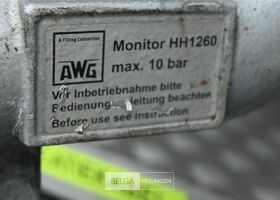 A Fitting Connection
AWG
Monitor HH1260
max. 10 bar
Vor Inbetriebnahme bitte
Bedienungsanleitung beachten
Before use see instruction
BELGA VEILINGEN